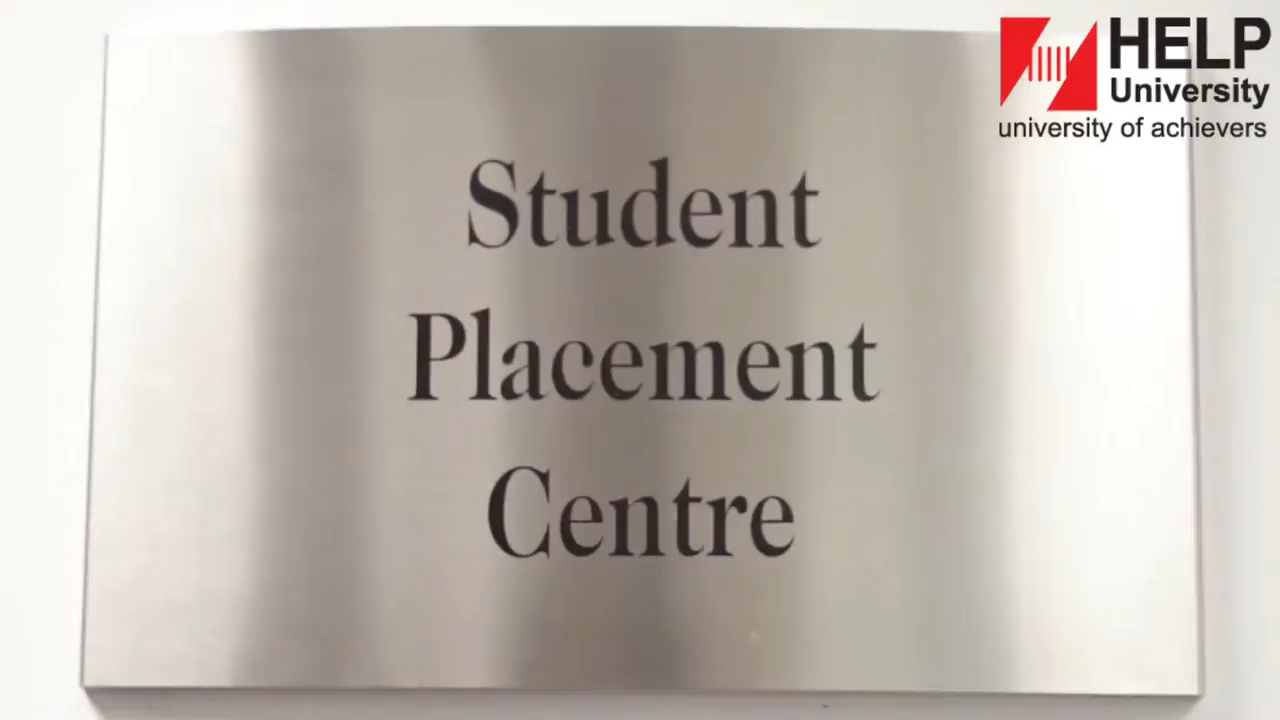 HELP
University
university of achievers
Student
Placement
Centre